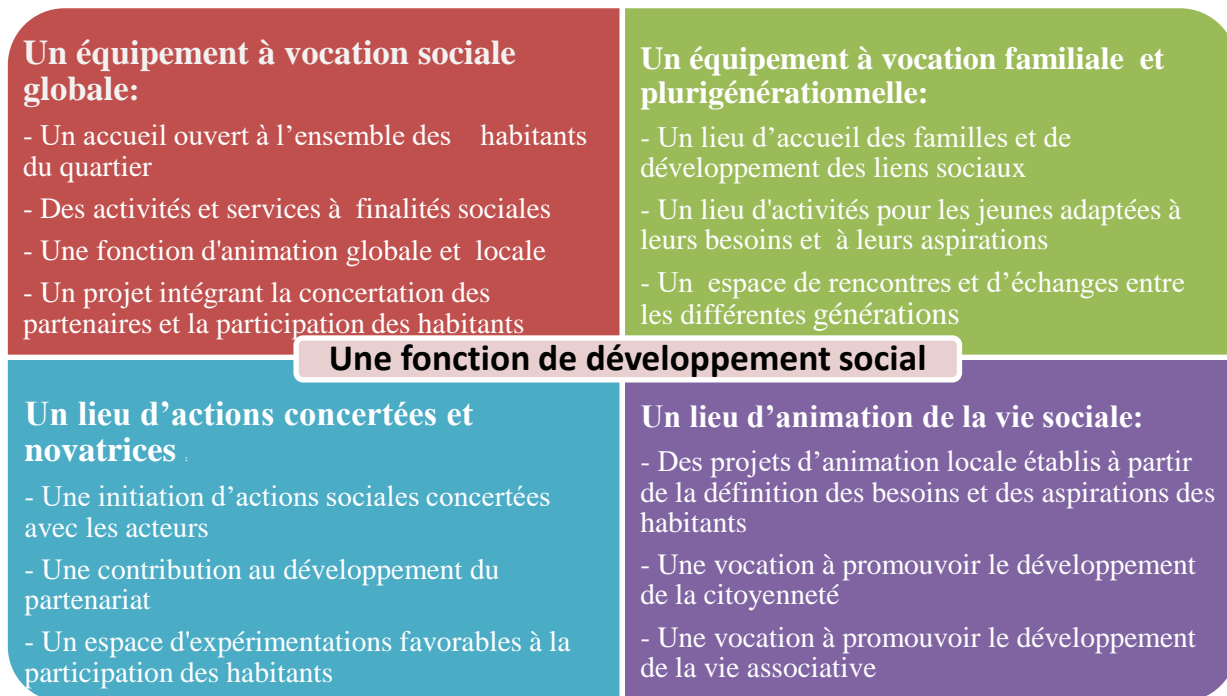 Un équipement à vocation sociale
globale:
- Un accueil ouvert à l’ensemble des habitants
du quartier
- Des activités et services à finalités sociales
- Une fonction d'animation globale et locale
- Un projet intégrant la concertation des
partenaires et la participation des habitants
Un équipement à vocation familiale et
plurigénérationnelle:
- Un lieu d’accueil des familles et de
développement des liens sociaux
- Un lieu d'activités pour les jeunes adaptées à
leurs besoins et à leurs aspirations
- Un espace de rencontres et d’échanges entre
les différentes générations
Une fonction de développement social
Un lieu d’actions concertées et
novatrices :
- Une initiation d’actions sociales concertées
avec les acteurs
- Une contribution au développement du
partenariat
- Un espace d'expérimentations favorables à la
participation des habitants
Un lieu d’animation de la vie sociale:
- Des projets d’animation locale établis à partir
de la définition des besoins et des aspirations des
habitants
- Une vocation à promouvoir le développement
de la citoyenneté
- Une vocation à promouvoir le développement
de la vie associative